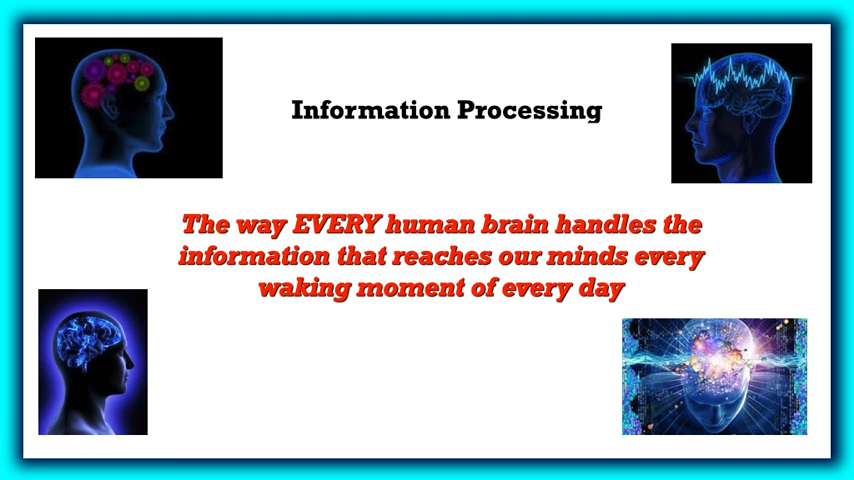 Information Processing
The way EVERY human brain handles the
information that reaches our minds every
waking moment of every day